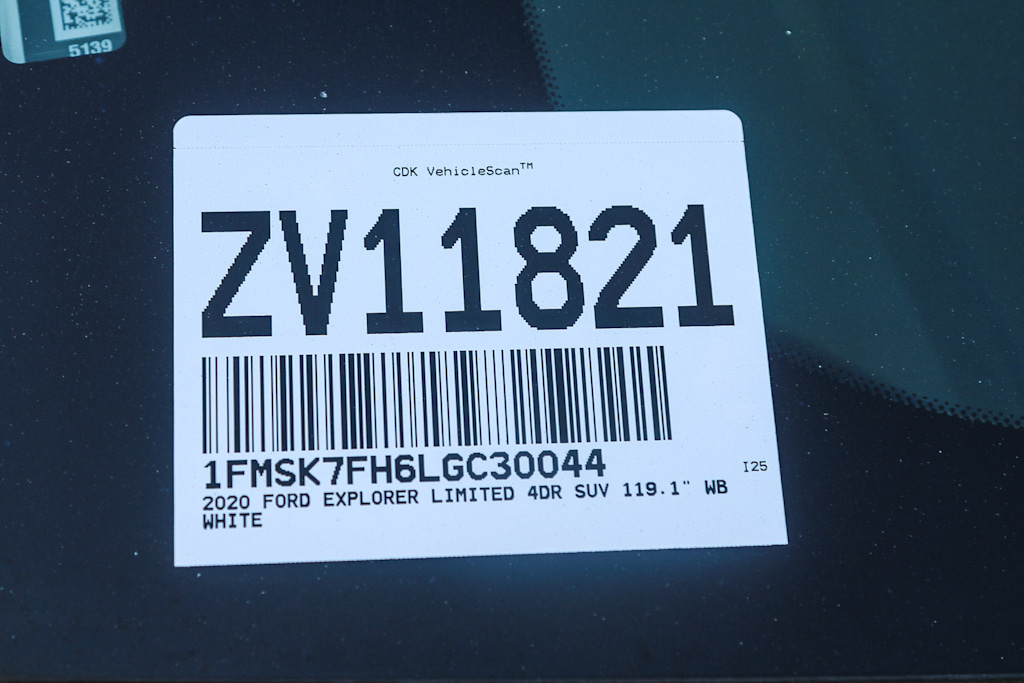 5139
CDK VehicleScan™
ZV11821
1FMSK7FH6LGC30044
I25
2020 FORD EXPLORER LIMITED 4DR SUV 119.1" WB
WHITE